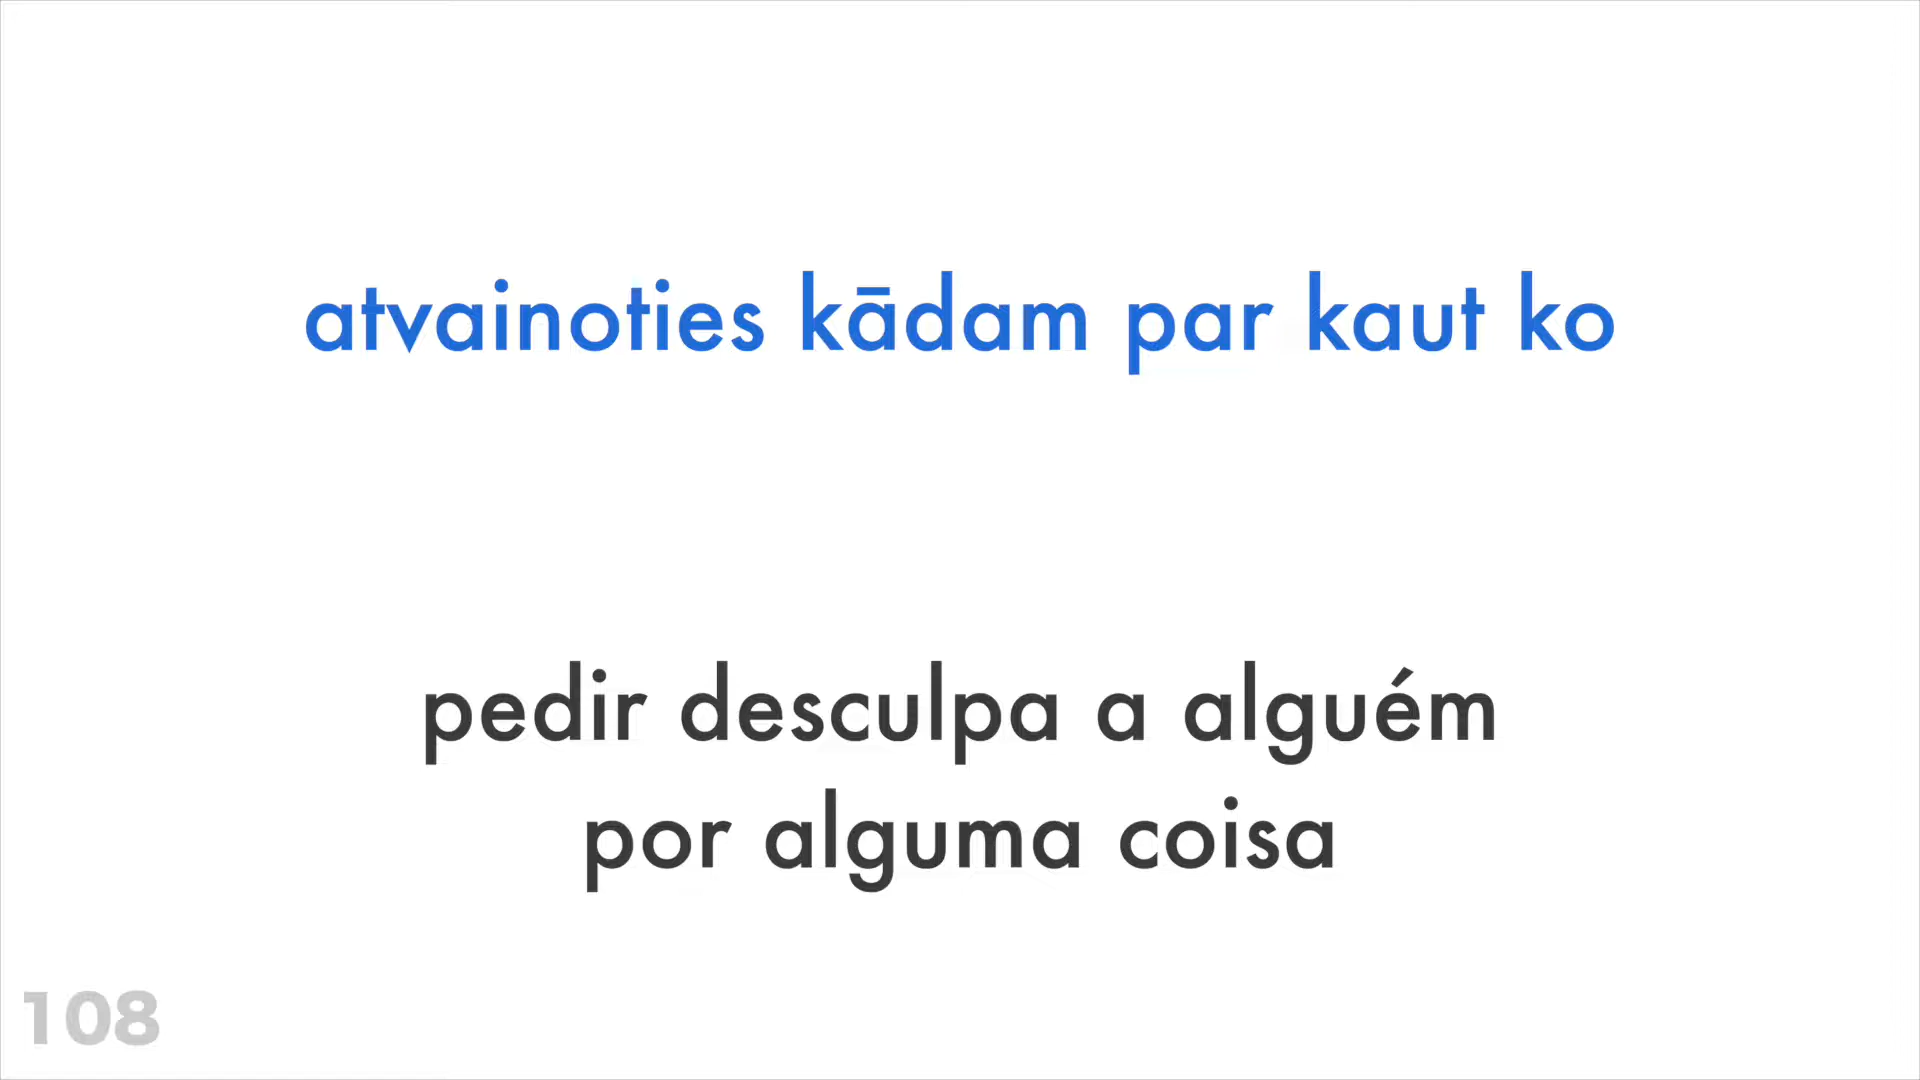 atvainoties kādam par kaut ko
pedir desculpa a alguém
por alguma coisa
108